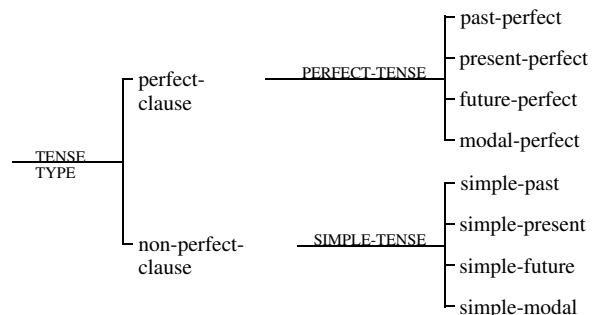 past-perfect
perfect-
clause
PERFECT-TENSE
present-perfect
future-perfect
modal-perfect
TENSE
TYPE
simple-past
non-perfect-
clause
SIMPLE-TENSE
simple-present
simple-future
simple-modal